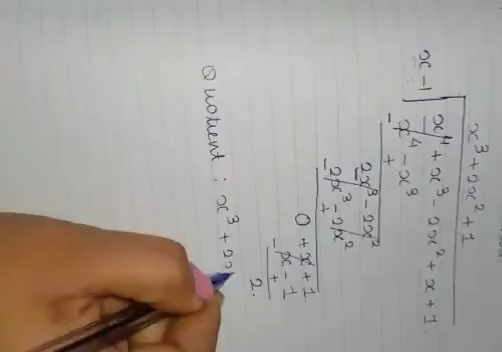 x³ + 2x² + 1
x - 1 x⁴ + x³ - 2x² + x + 1
x⁴ - x³
- +
2x³ - 2x²
2x³ - 2x²
- +
0 + x + 1
x - 1
- +
2.
Quotient : x³ + 2x